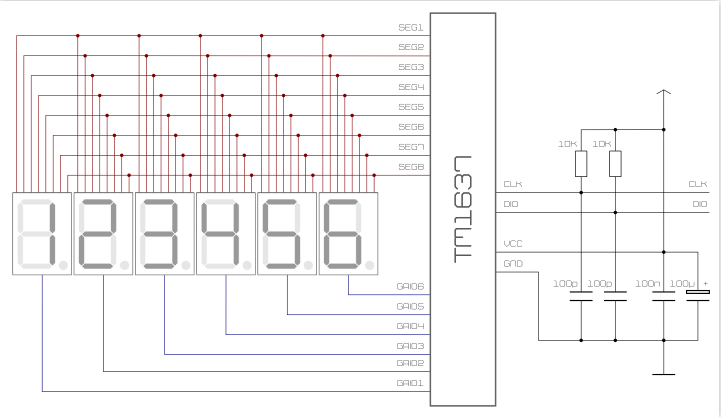 SEG1
SEG2
SEG3
SEG4
SEG5
SEG6
SEG7
SEG8
TM1637
10K 10K
CLK CLK
DIO DIO
VCC
GND
100p 100p 100n 100µ +
123456
GRID6
GRID5
GRID4
GRID3
GRID2
GRID1